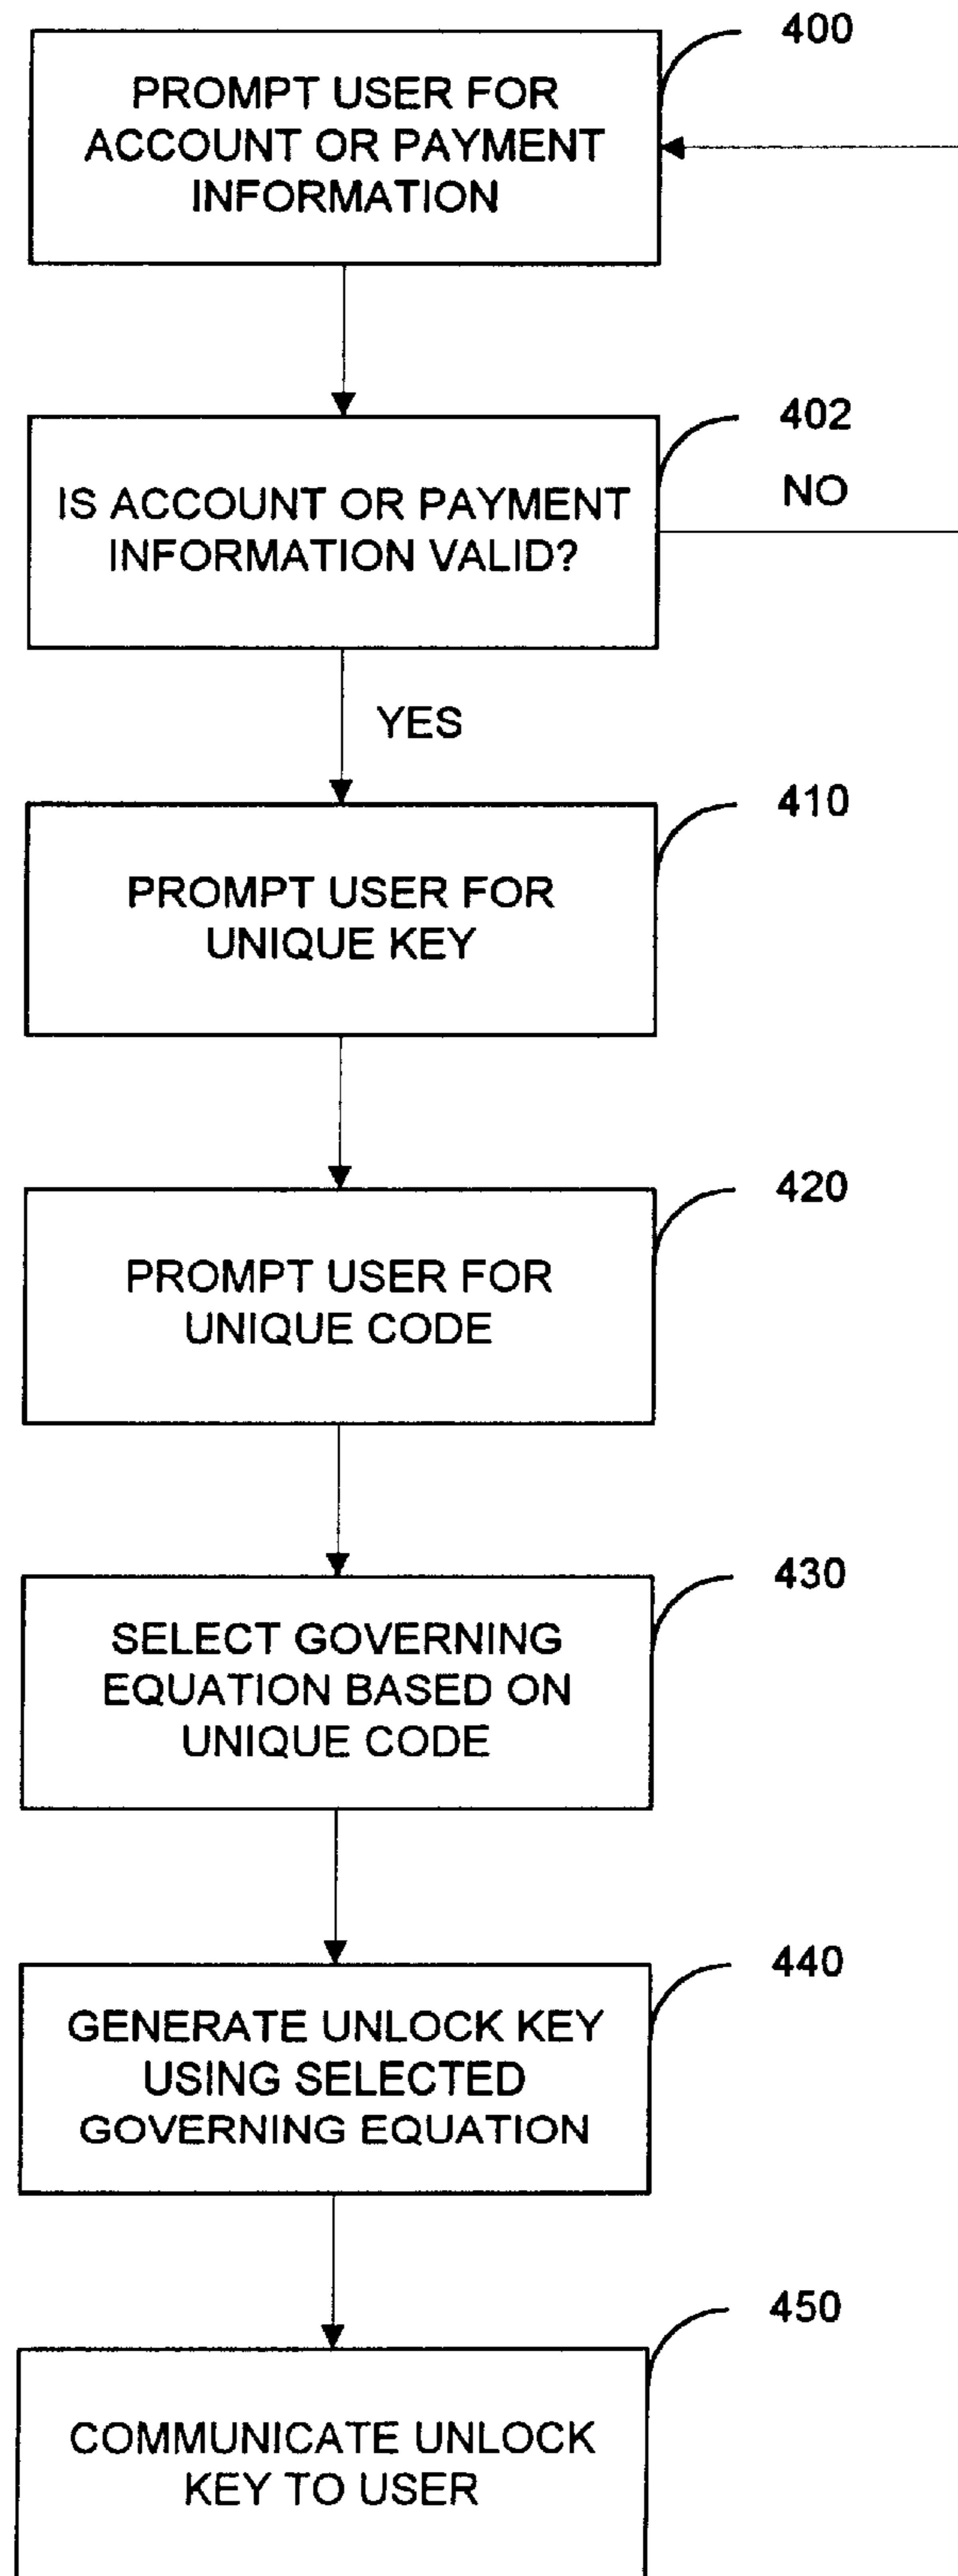 400
PROMPT USER FOR
ACCOUNT OR PAYMENT
INFORMATION
402
IS ACCOUNT OR PAYMENT
INFORMATION VALID?
NO
YES
410
PROMPT USER FOR
UNIQUE KEY
420
PROMPT USER FOR
UNIQUE CODE
430
SELECT GOVERNING
EQUATION BASED ON
UNIQUE CODE
440
GENERATE UNLOCK KEY
USING SELECTED
GOVERNING EQUATION
450
COMMUNICATE UNLOCK
KEY TO USER